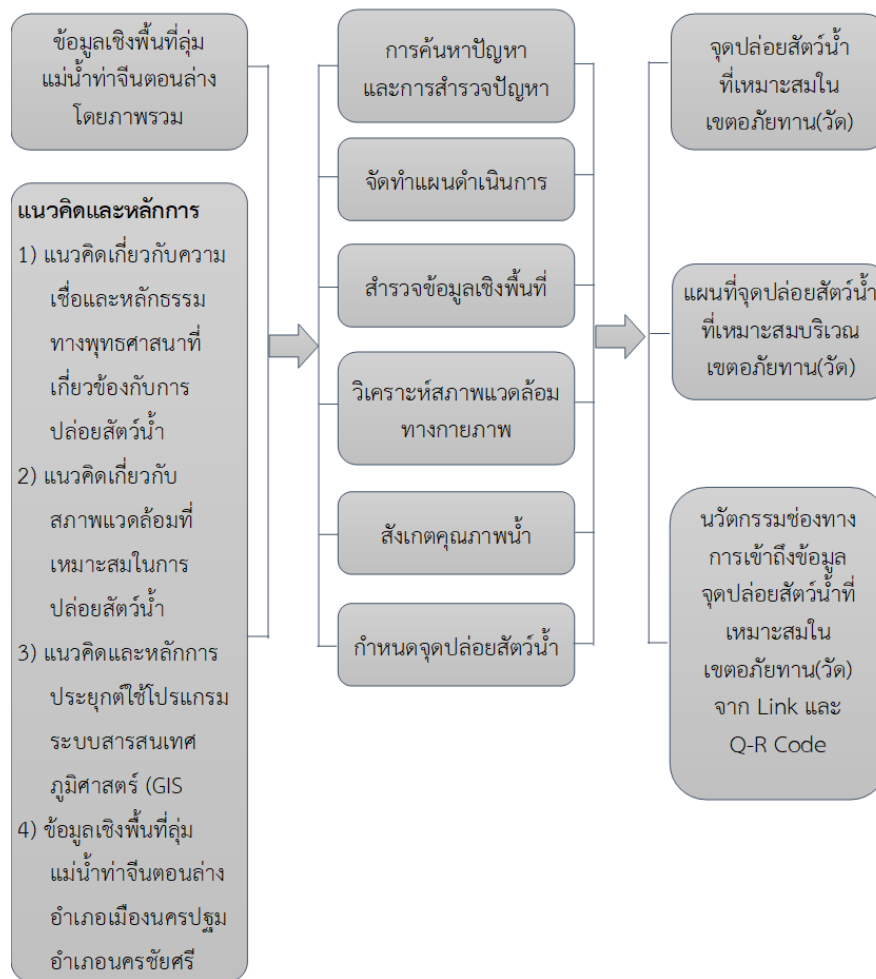 ข้อมูลเชิงพื้นที่ลุ่ม
แม่น้ำท่าจีนตอนล่าง
โดยภาพรวม
แนวคิดและหลักการ
1) แนวคิดเกี่ยวกับความ
เชื่อและหลักธรรม
ทางพุทธศาสนาที่
เกี่ยวข้องกับการ
ปล่อยสัตว์น้ำ
2) แนวคิดเกี่ยวกับ
สภาพแวดล้อมที่
เหมาะสมในการ
ปล่อยสัตว์น้ำ
3) แนวคิดและหลักการ
ประยุกต์ใช้โปรแกรม
ระบบสารสนเทศ
ภูมิศาสตร์ (GIS
4) ข้อมูลเชิงพื้นที่ลุ่ม
แม่น้ำท่าจีนตอนล่าง
อำเภอเมืองนครปฐม
อำเภอนครชัยศรี
การค้นหาปัญหา
และการสำรวจปัญหา
จัดทำแผนดำเนินการ
สำรวจข้อมูลเชิงพื้นที่
วิเคราะห์สภาพแวดล้อม
ทางกายภาพ
สังเกตคุณภาพน้ำ
กำหนดจุดปล่อยสัตว์น้ำ
จุดปล่อยสัตว์น้ำ
ที่เหมาะสมใน
เขตอภัยทาน(วัด)
แผนที่จุดปล่อยสัตว์น้ำ
ที่เหมาะสมบริเวณ
เขตอภัยทาน(วัด)
นวัตกรรมช่องทาง
การเข้าถึงข้อมูล
จุดปล่อยสัตว์น้ำที่
เหมาะสมใน
เขตอภัยทาน(วัด)
จาก Link และ
Q-R Code